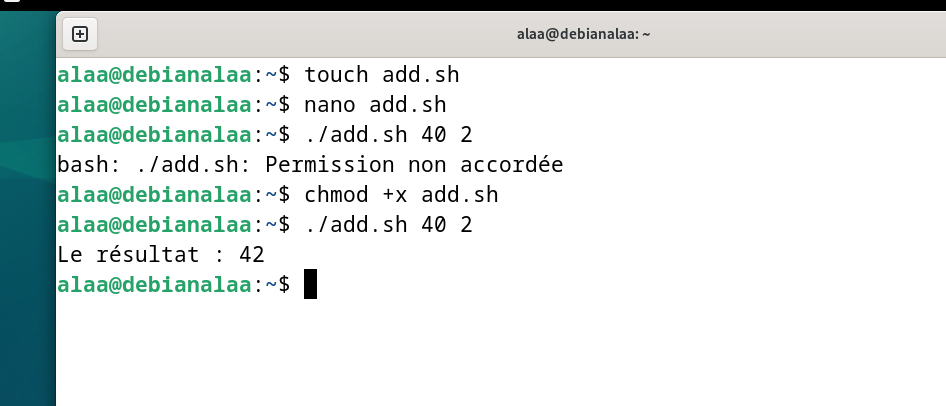 alaa@debianalaa: ~
alaa@debianalaa:~$ touch add.sh
alaa@debianalaa:~$ nano add.sh
alaa@debianalaa:~$ ./add.sh 40 2
bash: ./add.sh: Permission non accordée
alaa@debianalaa:~$ chmod +x add.sh
alaa@debianalaa:~$ ./add.sh 40 2
Le résultat : 42
alaa@debianalaa:~$